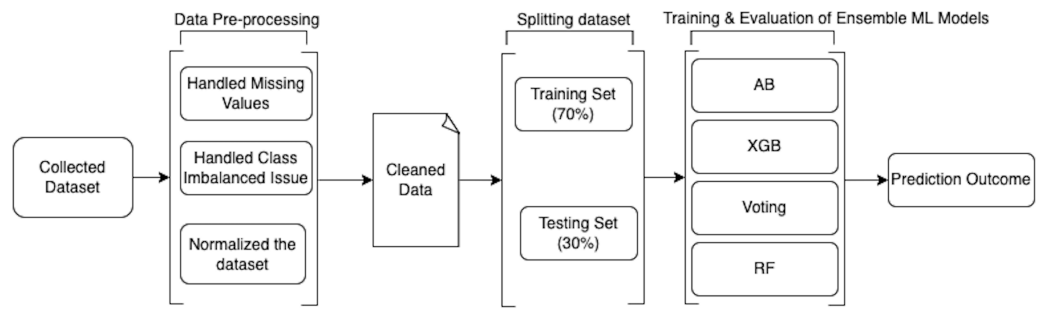 Data Pre-processing
Splitting dataset
Training & Evaluation of Ensemble ML Models
Collected
Dataset
Handled Missing
Values
Handled Class
Imbalanced Issue
Normalized the
dataset
Cleaned
Data
Training Set
(70%)
Testing Set
(30%)
AB
XGB
Voting
RF
Prediction Outcome